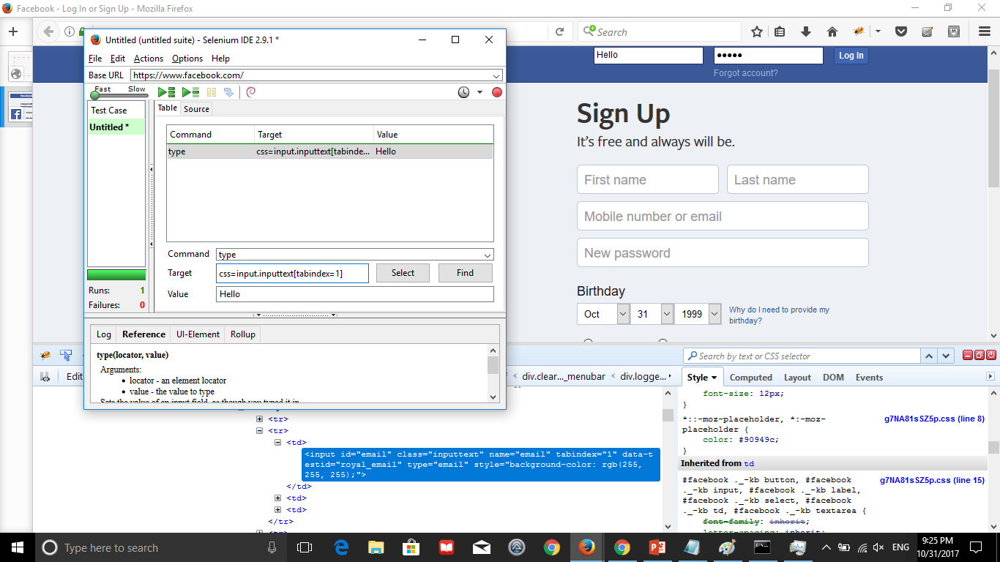 Facebook - Log In or Sign Up - Mozilla Firefox
Search
Untitled (untitled suite) - Selenium IDE 2.9.1 *
File Edit Actions Options Help
Base URL https://www.facebook.com/
Fast Slow
Test Case
Untitled *
Table Source
Command Target Value
type css=input.inputtext[tabinde... Hello
Command type
Target css=input.inputtext[tabindex=1] Select Find
Value Hello
Runs: 1
Failures: 0
Log Reference UI-Element Rollup
type(locator, value)
Arguments:
• locator - an element locator
• value - the value to type
Sets the value of an input field, as though you typed it in.
Hello ••••• Log In
Forgot account?
Sign Up
It's free and always will be.
First name Last name
Mobile number or email
New password
Birthday
Oct 31 1999 Why do I need to provide my
birthday?
Search by text or CSS selector
Edit div.clear..._menubar < div.logge...
Style Computed Layout DOM Events
<tr>
<tr>
<td>
<input id="email" class="inputtext" name="email" tabindex="1" data-t
estid="royal_email" type="email" style="background-color: rgb(255,
255, 255);">
</td>
<td>
<td>
</tr>
font-size: 12px;
}
*::-moz-placeholder, *:-moz- g7NA81sSZ5p.css (line 8)
placeholder {
color: #90949c;
}
Inherited from td
#facebook ._-kb button, #facebook g7NA81sSZ5p.css (line 15)
._-kb input, #facebook ._-kb label,
#facebook ._-kb select, #facebook
._-kb td, #facebook ._-kb textarea {
font-family: inherit;
letter-spacing: inherit;
Type here to search
ENG
9:25 PM
10/31/2017